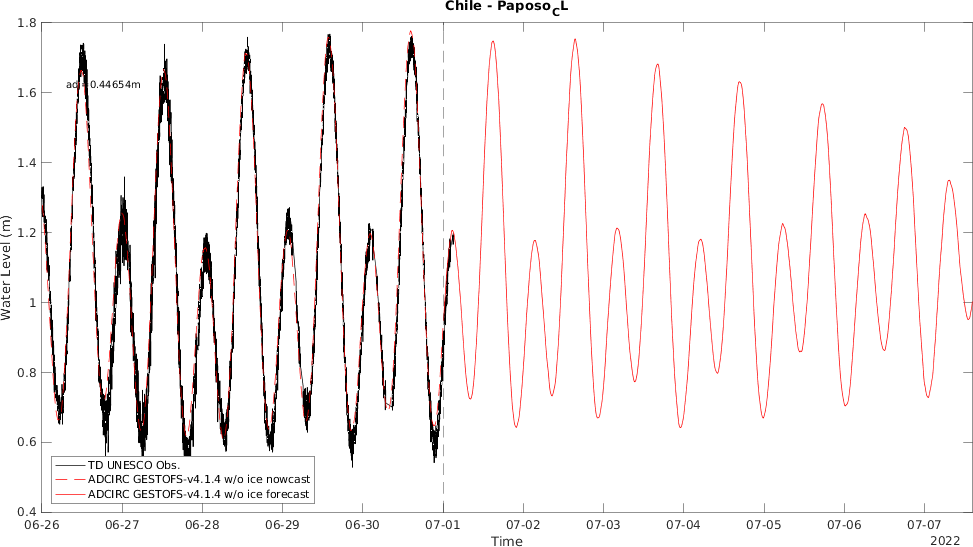 Chile - Paposo_CL
1.8
1.6
1.4
1.2
1
0.8
0.6
0.4
Water Level (m)
0.44654m
TD UNESCO Obs.
ADCIRC GESTOFS-v4.1.4 w/o ice nowcast
ADCIRC GESTOFS-v4.1.4 w/o ice forecast
06-26 06-27 06-28 06-29 06-30 07-01 07-02 07-03 07-04 07-05 07-06 07-07
Time
2022